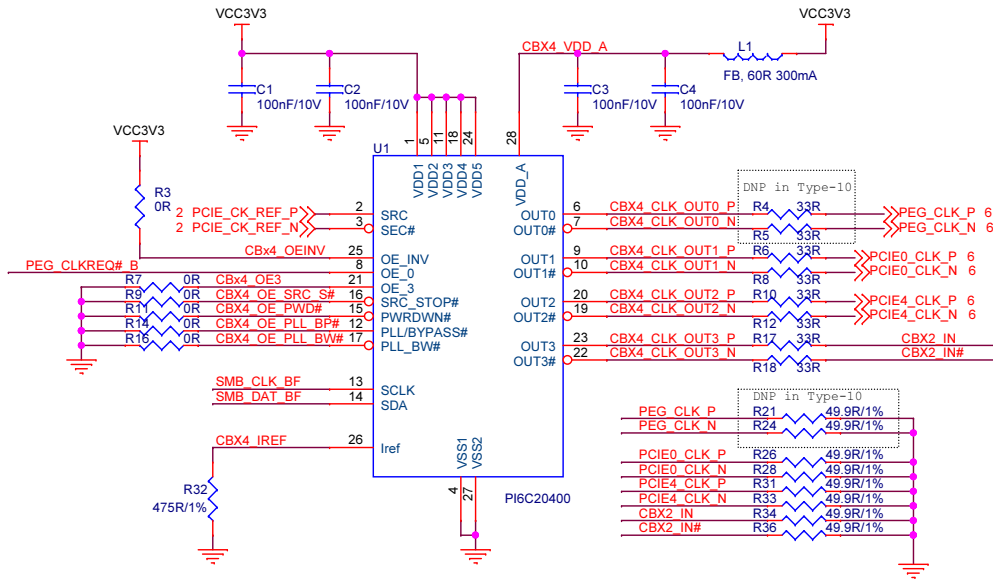 VCC3V3
VCC3V3
CBX4_VDD_A
L1
FB, 60R 300mA
C1
100nF/10V
C2
100nF/10V
C3
100nF/10V
C4
100nF/10V
VCC3V3
1 5 11 18 24 28
U1
VDD1 VDD2 VDD3 VDD4 VDD5 VDD_A
R3
0R
DNP in Type-10
2 PCIE_CK_REF_P 2 SRC
2 PCIE_CK_REF_N 3 SEC#
OUT0 6 CBX4_CLK_OUT0_P R4 33R PEG_CLK_P 6
OUT0# 7 CBX4_CLK_OUT0_N R5 33R PEG_CLK_N 6
CBx4_OEINV 25 OE_INV
PEG_CLKREQ#_B 8 OE_0
OUT1 9 CBX4_CLK_OUT1_P R6 33R PCIE0_CLK_P 6
OUT1# 10 CBX4_CLK_OUT1_N R8 33R PCIE0_CLK_N 6
R7 0R CBx4_OE3 21 OE_3
R9 0R CBX4_OE_SRC_S# 16 SRC_STOP#
R11 0R CBX4_OE_PWD# 15 PWRDWN#
R14 0R CBX4_OE_PLL_BP# 12 PLL/BYPASS#
R16 0R CBX4_OE_PLL_BW# 17 PLL_BW#
OUT2 20 CBX4_CLK_OUT2_P R10 33R PCIE4_CLK_P 6
OUT2# 19 CBX4_CLK_OUT2_N R12 33R PCIE4_CLK_N 6
OUT3 23 CBX4_CLK_OUT3_P R17 33R CBX2_IN
OUT3# 22 CBX4_CLK_OUT3_N R18 33R CBX2_IN#
SMB_CLK_BF 13 SCLK
SMB_DAT_BF 14 SDA
CBX4_IREF 26 Iref
R32
475R/1%
VSS1 VSS2
4 27
PI6C20400
DNP in Type-10
PEG_CLK_P R21 49.9R/1%
PEG_CLK_N R24 49.9R/1%
PCIE0_CLK_P R26 49.9R/1%
PCIE0_CLK_N R28 49.9R/1%
PCIE4_CLK_P R31 49.9R/1%
PCIE4_CLK_N R33 49.9R/1%
CBX2_IN R34 49.9R/1%
CBX2_IN# R36 49.9R/1%